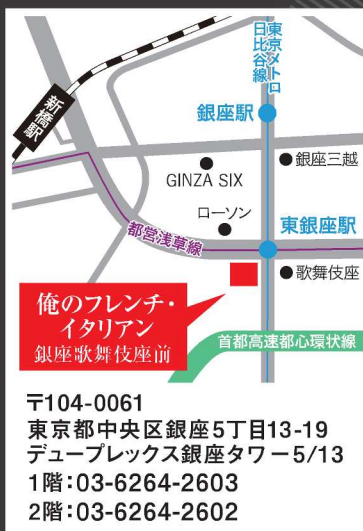 東京メトロ
日比谷線
新橋駅
銀座駅
銀座三越
GINZA SIX
ローソン
都営浅草線
東銀座駅
歌舞伎座
俺のフレンチ・
イタリアン
銀座歌舞伎座前
首都高速都心環状線
〒104-0061
東京都中央区銀座5丁目13-19
デュープレックス銀座タワー5/13
1階:03-6264-2603
2階:03-6264-2602